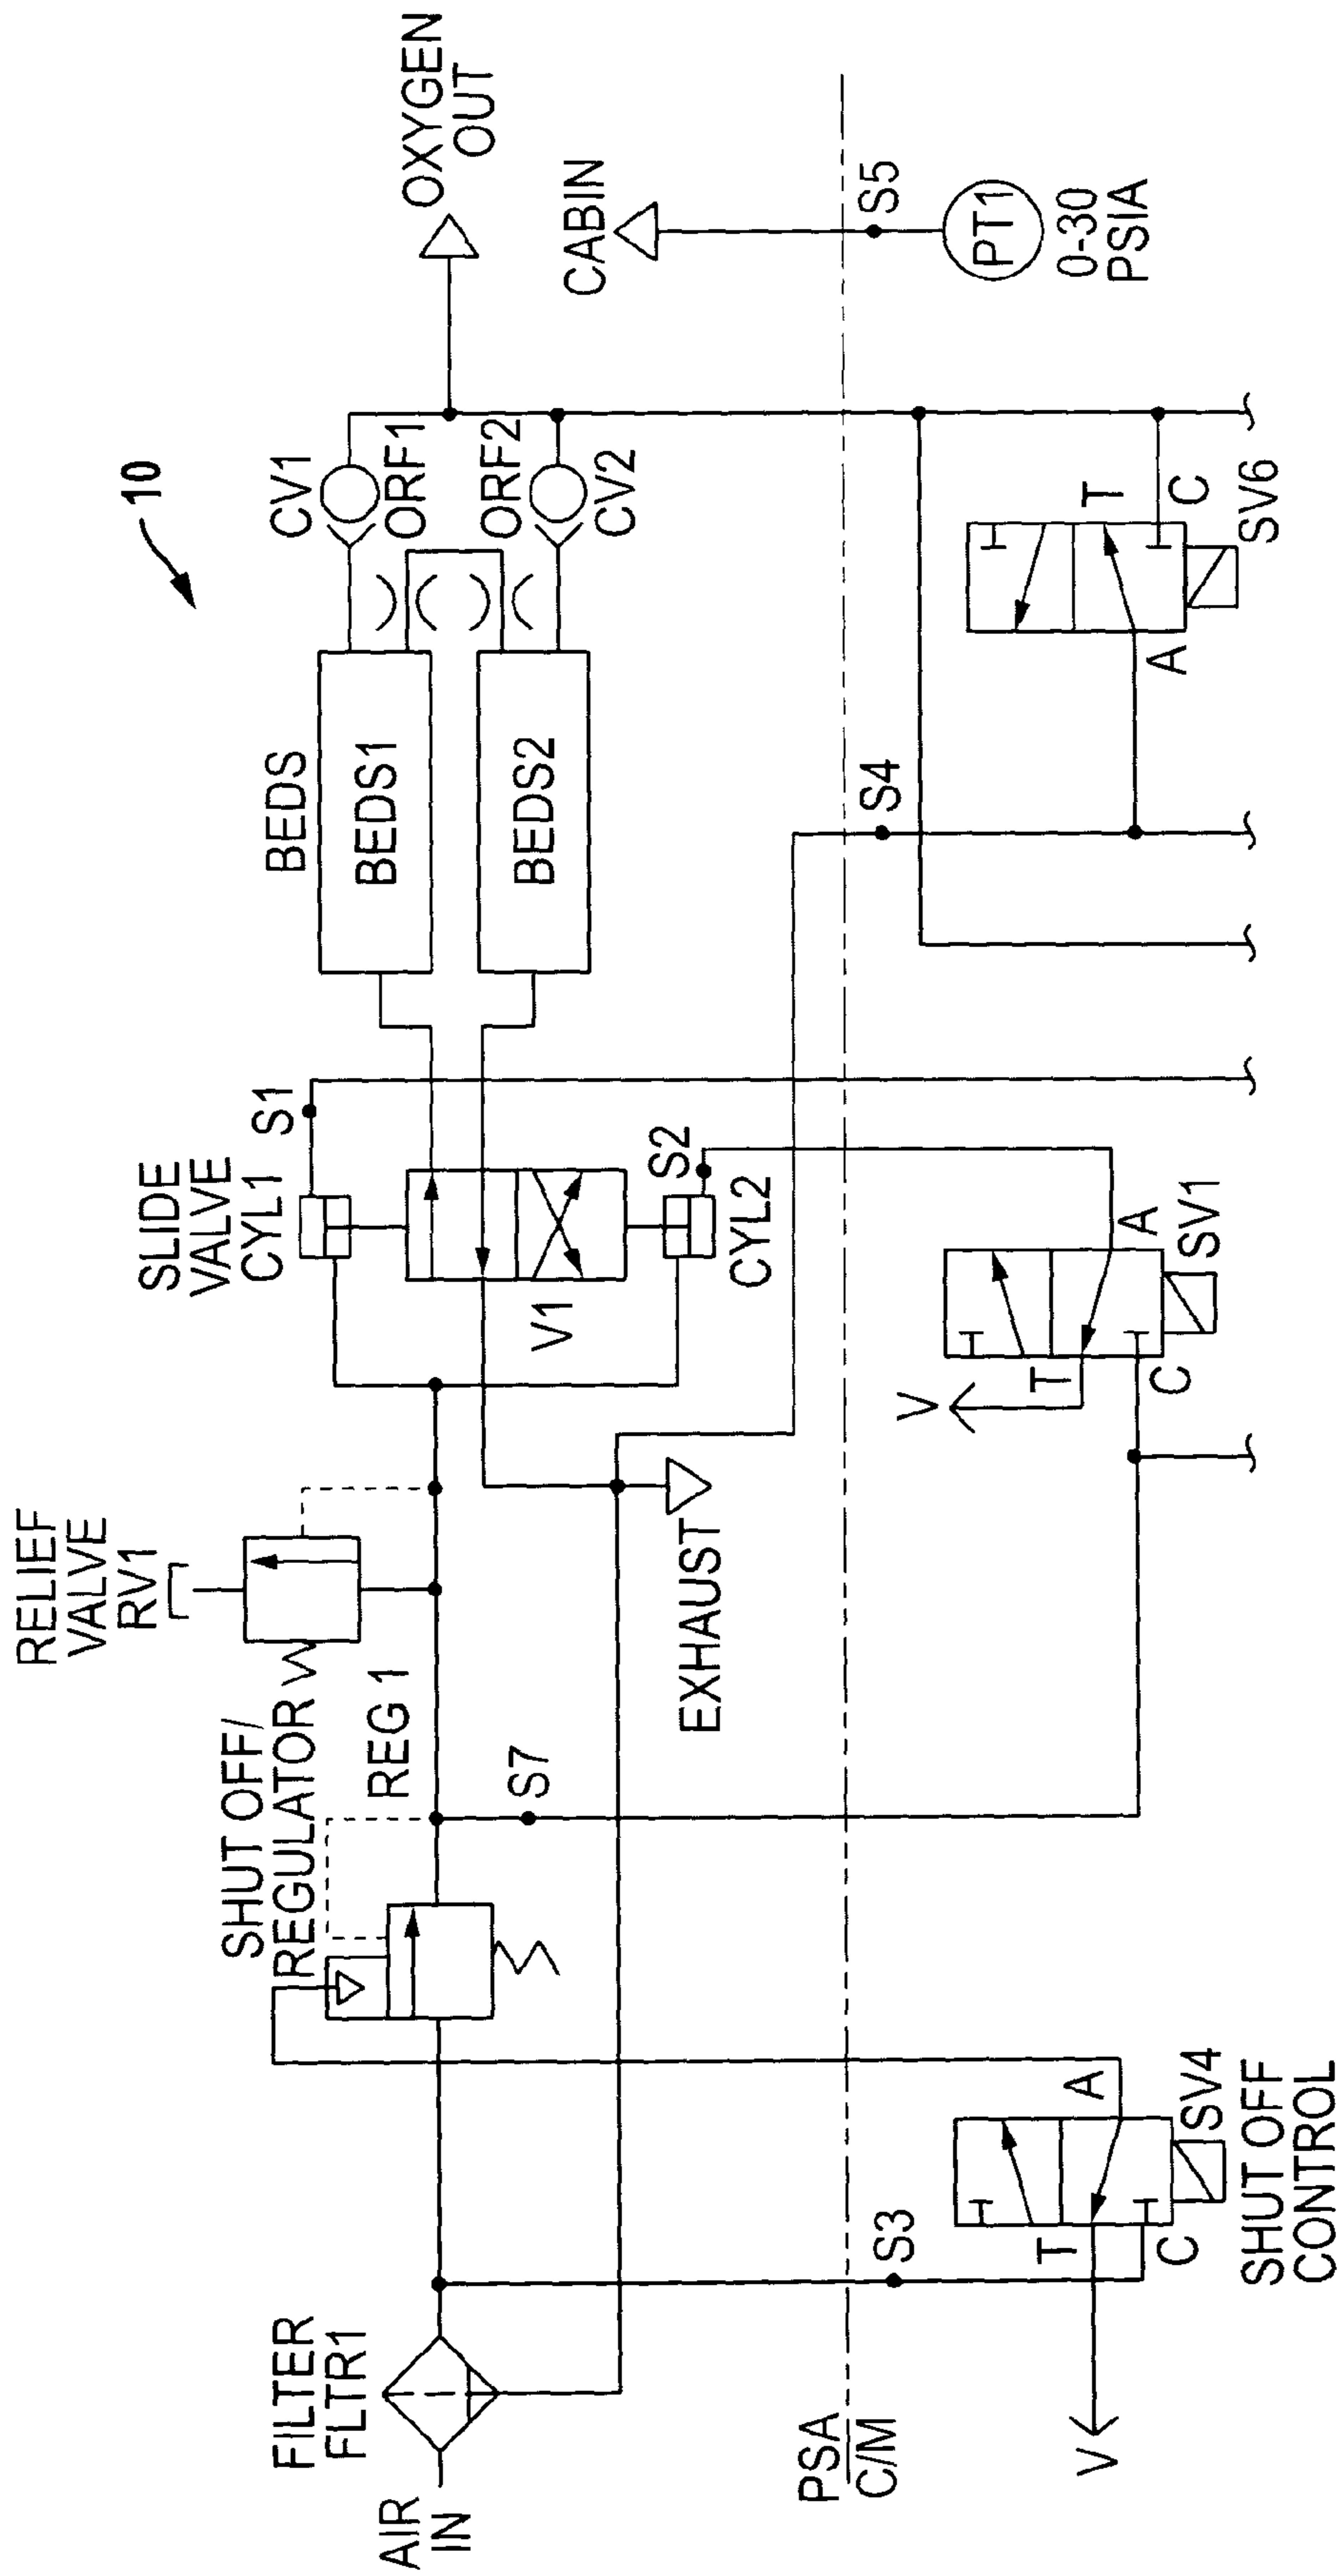 10
RELIEF
VALVE
RV1
SLIDE
VALVE
CYL1
S1
BEDS
BEDS1
BEDS2
CV1
ORF1
ORF2
CV2
OXYGEN
OUT
CABIN
SHUT OFF/
REGULATOR
REG 1
S7
V1
S2
CYL2
FILTER
FLTR1
AIR
IN
EXHAUST
PSA
C/M
S3
S4
S5
PT1
0-30
PSIA
V
T
C
A
SV4
SHUT OFF
CONTROL
V
T
C
A
SV1
A
T
C
SV6